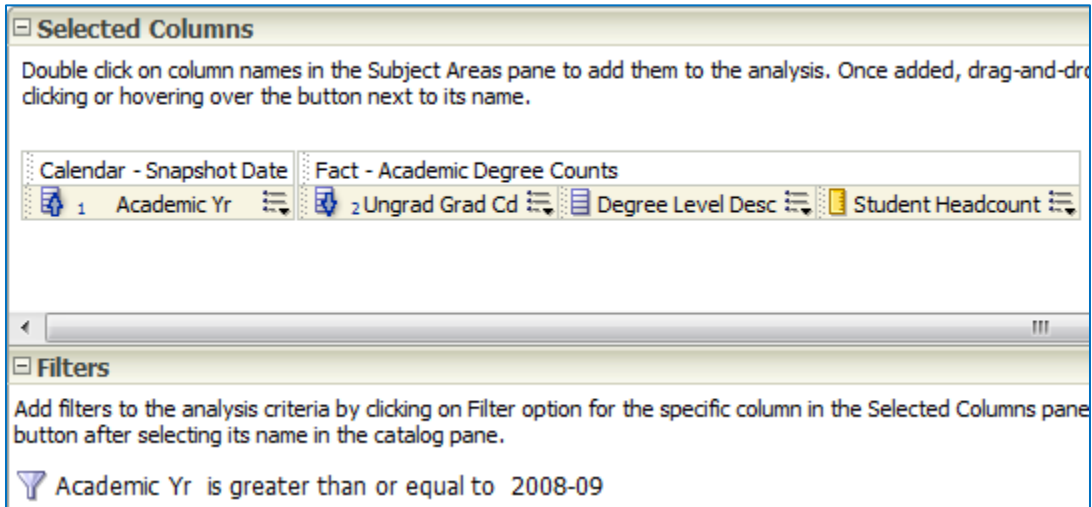 Selected Columns
Double click on column names in the Subject Areas pane to add them to the analysis. Once added, drag-and-dro
clicking or hovering over the button next to its name.
Calendar - Snapshot Date Fact - Academic Degree Counts
1 Academic Yr 2 Ungrad Grad Cd Degree Level Desc Student Headcount
Filters
Add filters to the analysis criteria by clicking on Filter option for the specific column in the Selected Columns pane
button after selecting its name in the catalog pane.
Academic Yr is greater than or equal to 2008-09